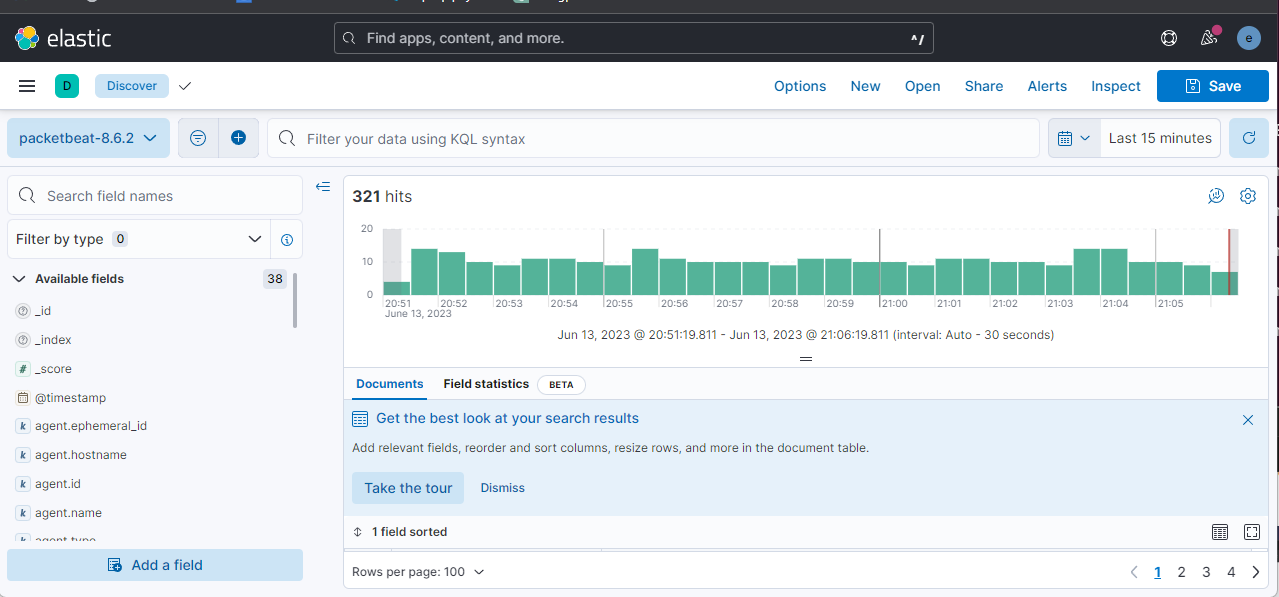 elastic
Find apps, content, and more.
^/
e
D
Discover
Options
New
Open
Share
Alerts
Inspect
Save
packetbeat-8.6.2
Filter your data using KQL syntax
Last 15 minutes
Search field names
Filter by type 0
Available fields 38
_id
_index
# _score
@timestamp
k agent.ephemeral_id
k agent.hostname
k agent.id
k agent.name
k agent.type
Add a field
321 hits
20
10
0
20:51 20:52 20:53 20:54 20:55 20:56 20:57 20:58 20:59 21:00 21:01 21:02 21:03 21:04 21:05
June 13, 2023
Jun 13, 2023 @ 20:51:19.811 - Jun 13, 2023 @ 21:06:19.811 (interval: Auto - 30 seconds)
Documents
Field statistics
BETA
Get the best look at your search results
Add relevant fields, reorder and sort columns, resize rows, and more in the document table.
Take the tour
Dismiss
1 field sorted
Rows per page: 100
1 2 3 4